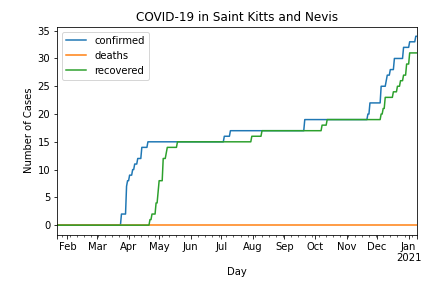 COVID-19 in Saint Kitts and Nevis
confirmed
deaths
recovered
Number of Cases
35
30
25
20
15
10
5
0
Feb Mar Apr May Jun Jul Aug Sep Oct Nov Dec Jan
2021
Day